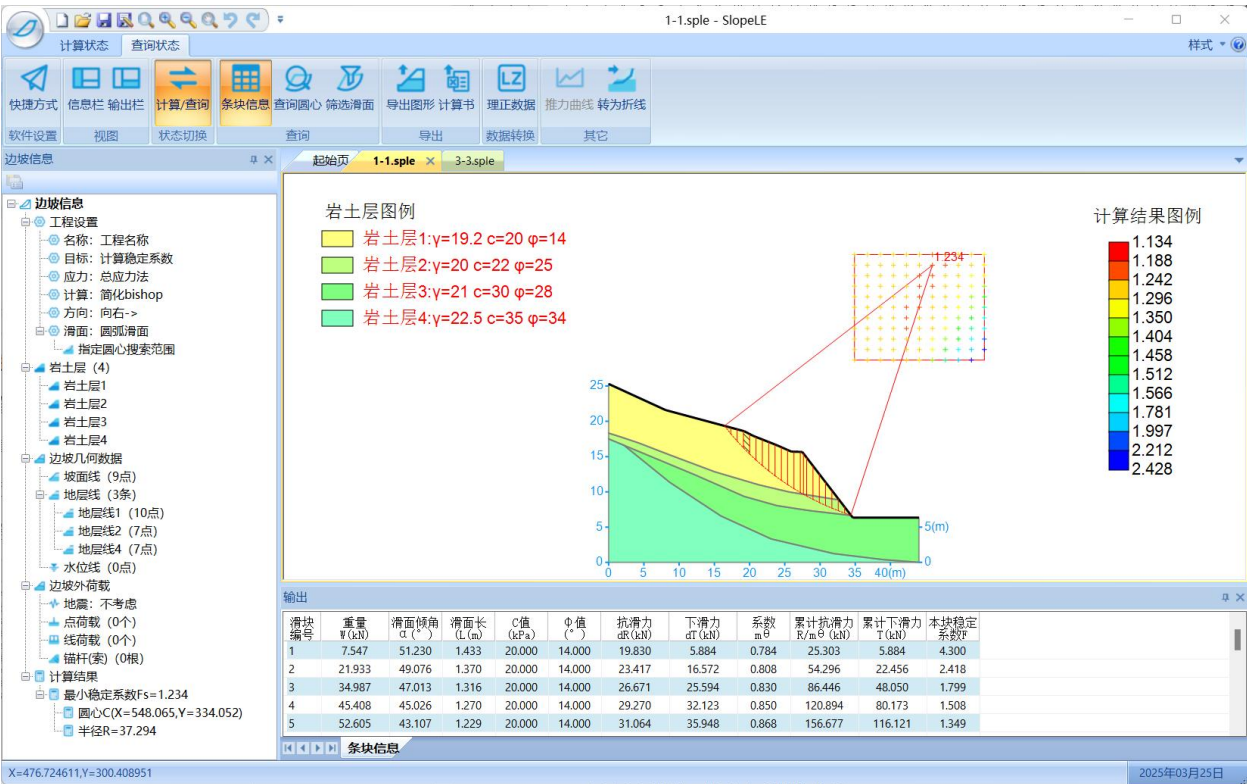 1-1.sple - SlopeLE
计算状态 查询状态 样式
快捷方式 信息栏 输出栏 计算/查询 条块信息 查询圆心 筛选滑面 导出图形 计算书 理正数据 推力曲线 转为折线
软件设置 视图 状态切换 查询 导出 数据转换 其它
边坡信息
起始页 1-1.sple 3-3.sple
边坡信息
工程设置
名称：工程名称
目标：计算稳定系数
应力：总应力法
计算：简化bishop
方向：向右->
滑面：圆弧滑面
指定圆心搜索范围
岩土层（4）
岩土层1
岩土层2
岩土层3
岩土层4
边坡几何数据
坡面线（9点）
地层线（3条）
地层线1（10点）
地层线2（7点）
地层线4（7点）
水位线（0点）
边坡外荷载
地震：不考虑
点荷载（0个）
线荷载（0个）
锚杆(索)（0根）
计算结果
最小稳定系数Fs=1.234
圆心C(X=548.065,Y=334.052)
半径R=37.294
岩土层图例
岩土层1:γ=19.2 c=20 φ=14
岩土层2:γ=20 c=22 φ=25
岩土层3:γ=21 c=30 φ=28
岩土层4:γ=22.5 c=35 φ=34
1.234
25
20
15
10
5
0
5(m)
0
0 5 10 15 20 25 30 35 40(m)
计算结果图例
1.134
1.188
1.242
1.296
1.350
1.404
1.458
1.512
1.566
1.781
1.997
2.212
2.428
输出
滑块编号 重量W(kN) 滑面倾角α(°) 滑面长(L(m) C值(kPa) Φ值(°) 抗滑力dR(kN) 下滑力dT(kN) 系数mθ 累计抗滑力R/mθ(kN) 累计下滑力T(kN) 本块稳定系数F
1 7.547 51.230 1.433 20.000 14.000 19.830 5.884 0.784 25.303 5.884 4.300
2 21.933 49.076 1.370 20.000 14.000 23.417 16.572 0.808 54.296 22.456 2.418
3 34.987 47.013 1.316 20.000 14.000 26.671 25.594 0.830 86.446 48.050 1.799
4 45.408 45.026 1.270 20.000 14.000 29.270 32.123 0.850 120.894 80.173 1.508
5 52.605 43.107 1.229 20.000 14.000 31.064 35.948 0.868 156.677 116.121 1.349
条块信息
X=476.724611,Y=300.408951
2025年03月25日